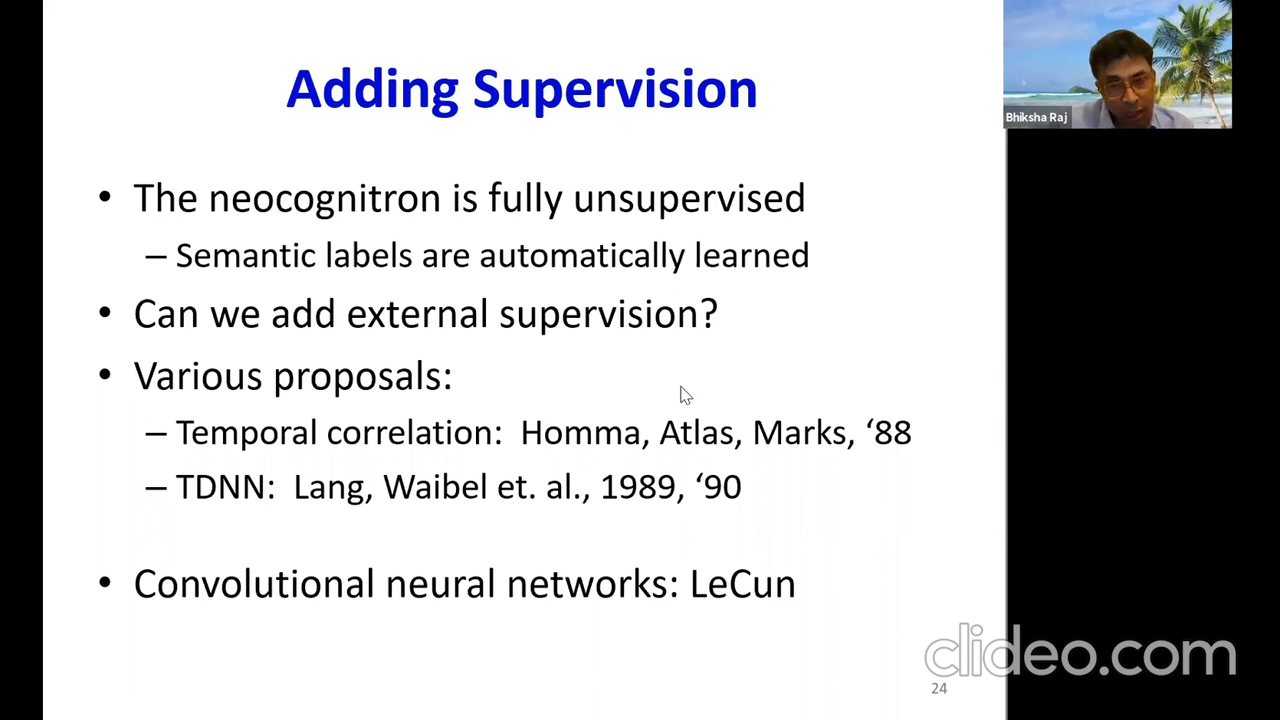 Adding Supervision
Bhiksha Raj
• The neocognitron is fully unsupervised
– Semantic labels are automatically learned
• Can we add external supervision?
• Various proposals:
– Temporal correlation: Homma, Atlas, Marks, ‘88
– TDNN: Lang, Waibel et. al., 1989, ‘90
• Convolutional neural networks: LeCun
clideo.com
24